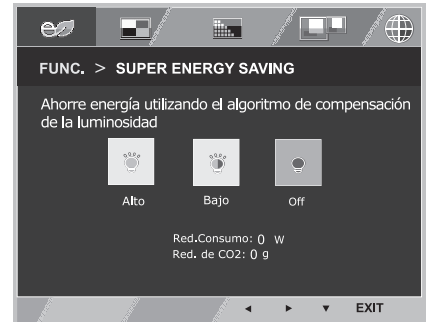 FUNC. > SUPER ENERGY SAVING
Ahorre energía utilizando el algoritmo de compensación
de la luminosidad
Alto Bajo Off
Red.Consumo: 0 W
Red. de CO2: 0 g
EXIT